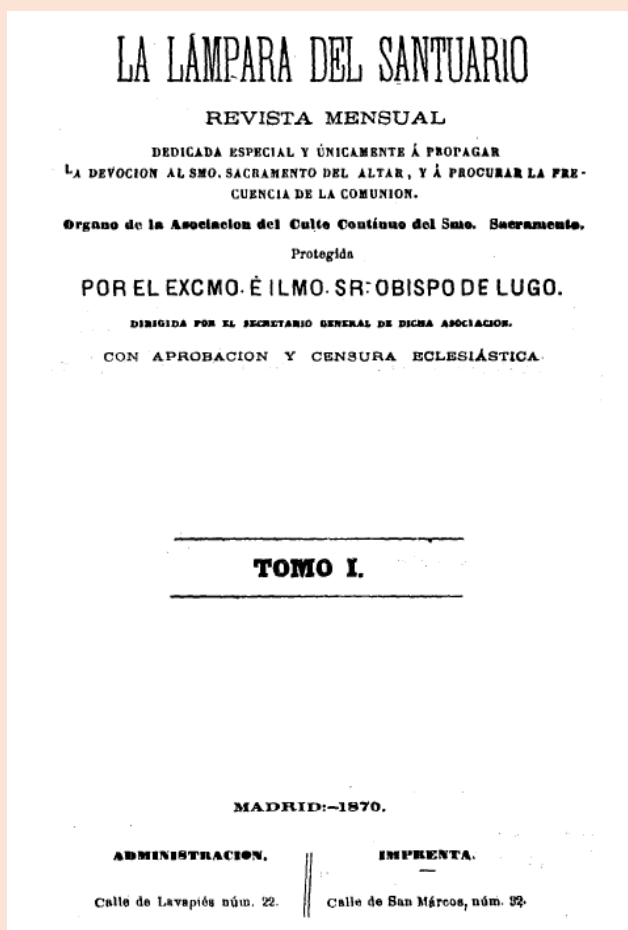 LA LÁMPARA DEL SANTUARIO
REVISTA MENSUAL
DEDICADA ESPECIAL Y ÚNICAMENTE Á PROPAGAR
LA DEVOCION AL SMO. SACRAMENTO DEL ALTAR, Y Á PROCURAR LA FRE-
CUENCIA DE LA COMUNION.
Organo de la Asociacion del Culto Contínuo del Smo. Sacramento.
Protegida
POR EL EXCMO. É ILMO. SR. OBISPO DE LUGO.
DIRIGIDA POR EL SECRETARIO GENERAL DE DICHA ASOCIACION.
CON APROBACION Y CENSURA ECLESIÁSTICA
TOMO I.
MADRID:—1870.
ADMINISTRACION.
Calle de Lavapiés núm. 22.
IMPRENTA.
Calle de San Márcos, núm. 32.